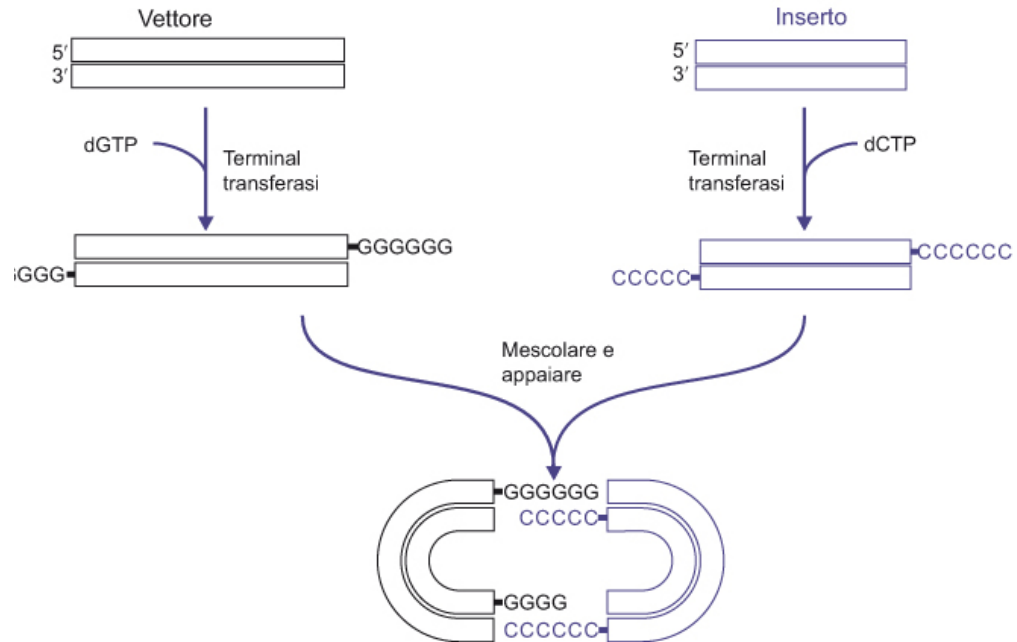 Vettore
Inserto
5′
3′
5′
3′
dGTP
Terminal
transferasi
Terminal
transferasi
dCTP
GGGGGG
GGGG
CCCCCC
CCCCC
Mescolare e
appaiare
GGGGGG
CCCCC
GGGG
CCCCCC